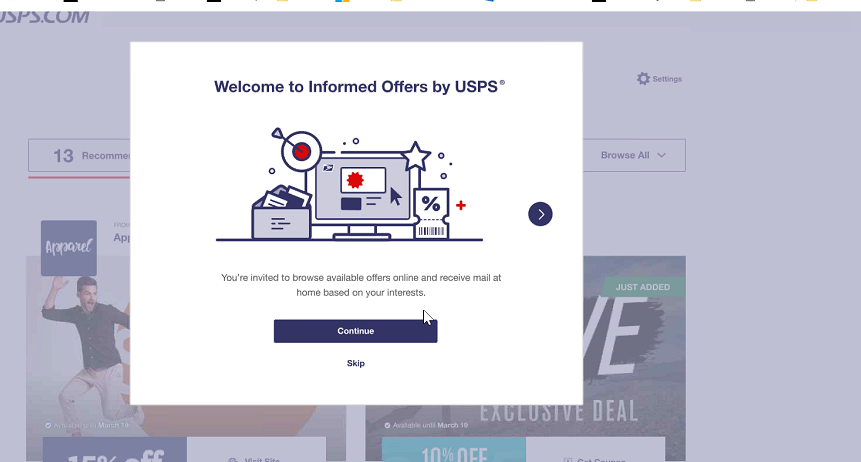 USPS.COM
Welcome to Informed Offers by USPS®
Settings
13 Recomme
Browse All
%
You're invited to browse available offers online and receive mail at
home based on your interests.
Continue
Skip
Apparel
App
JUST ADDED
VE
EXCLUSIVE DEAL
Available until March 19
Available until March 19
15% off
Visit Site
10% OFF
Get Coupon